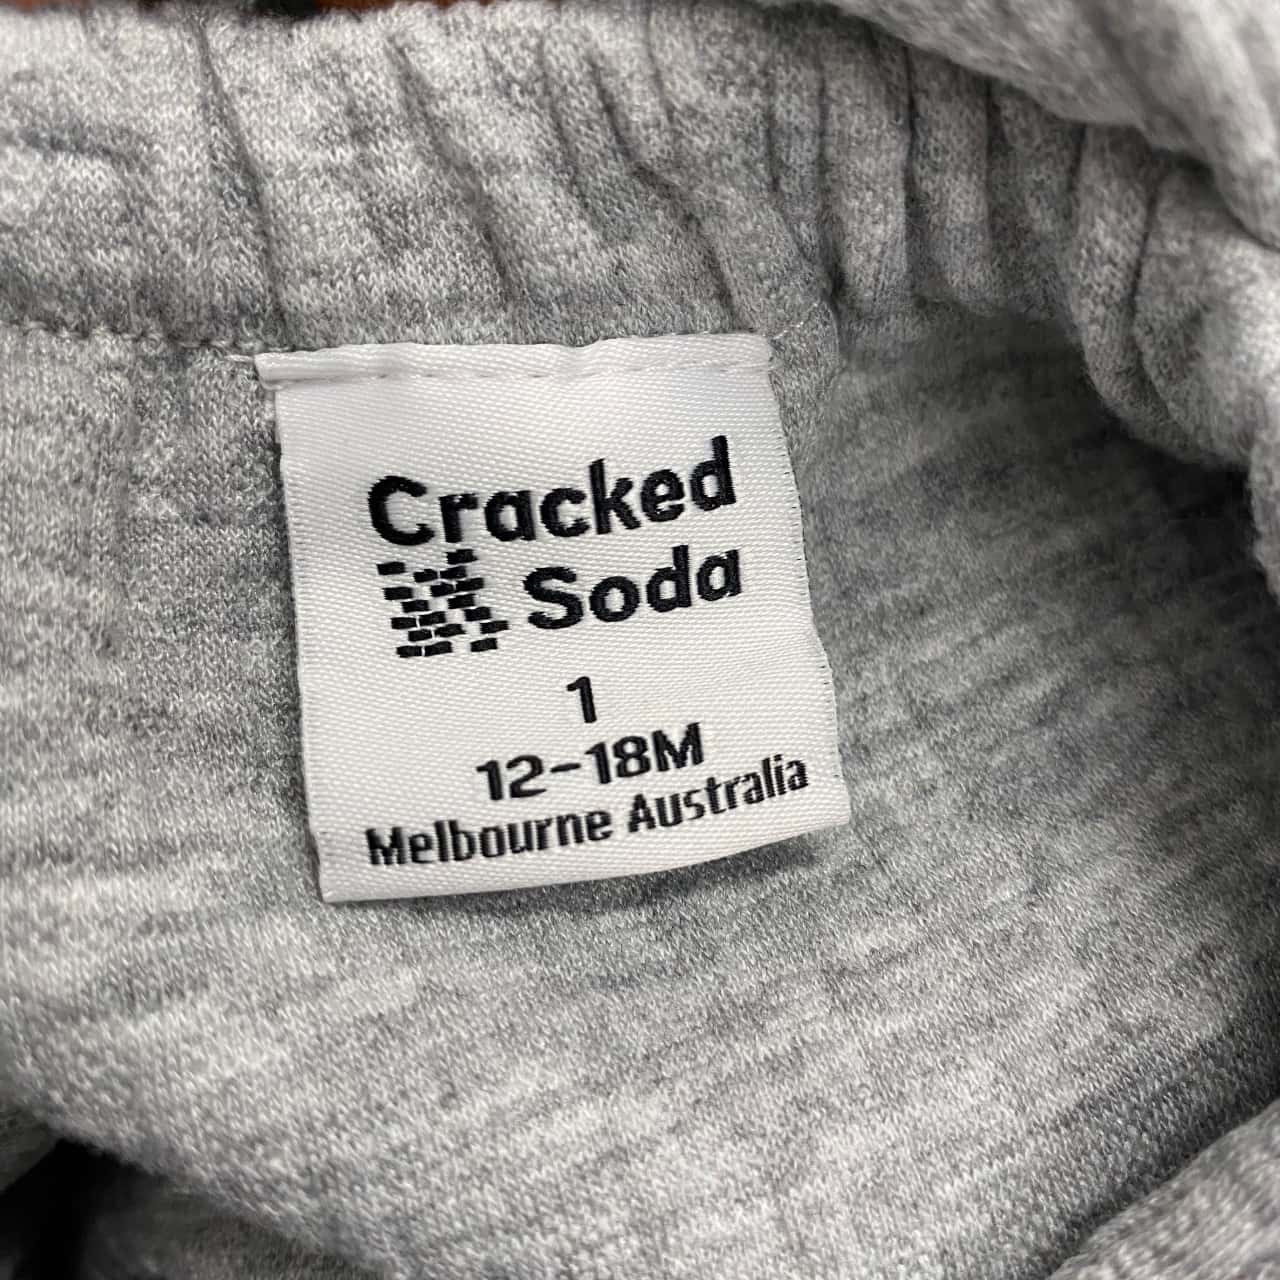 Cracked
Soda
1
12-18M
Melbourne Australia